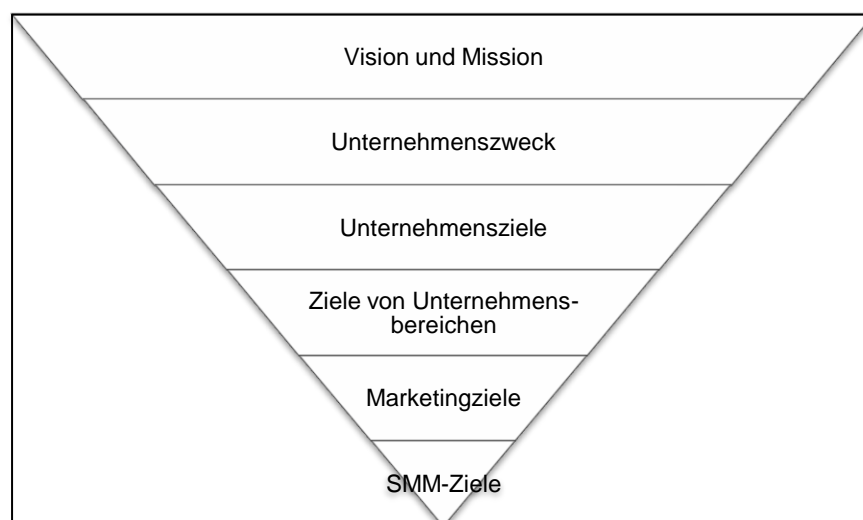 Vision und Mission
Unternehmenszweck
Unternehmensziele
Ziele von Unternehmens-
bereichen
Marketingziele
SMM-Ziele